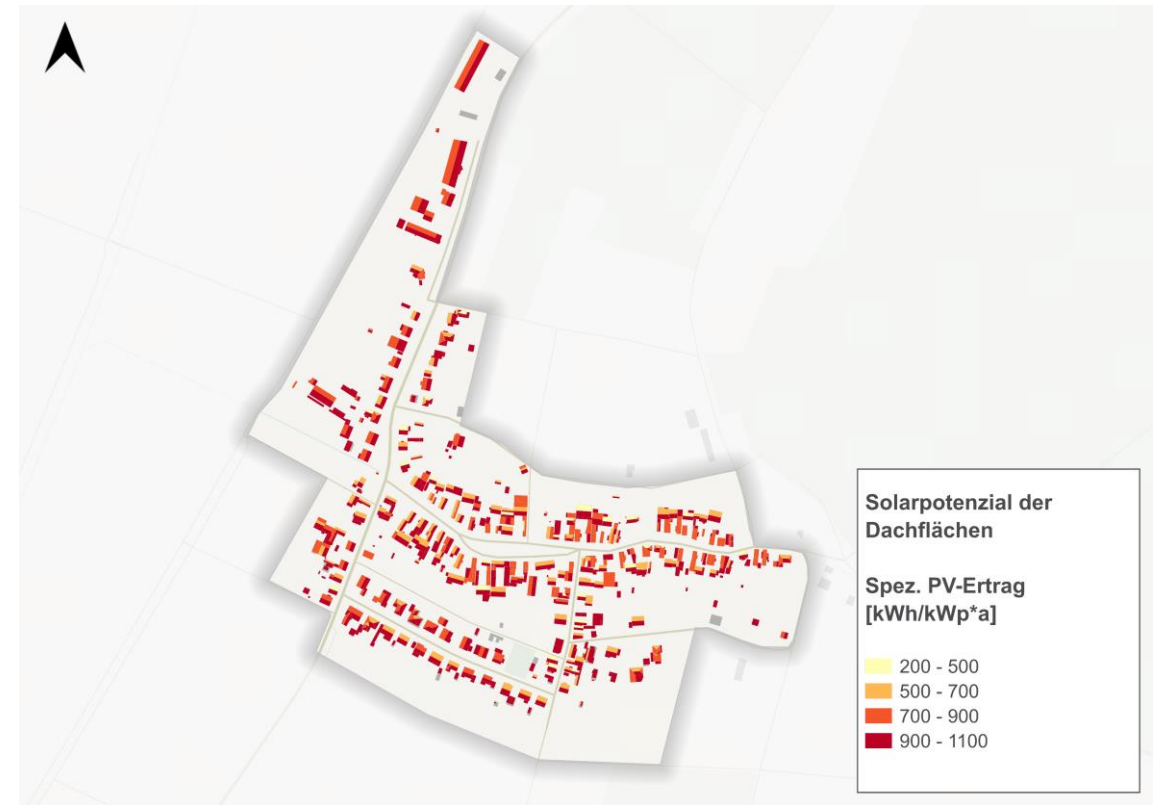 Solarpotenzial der
Dachflächen
Spez. PV-Ertrag
[kWh/kWp*a]
200 - 500
500 - 700
700 - 900
900 - 1100